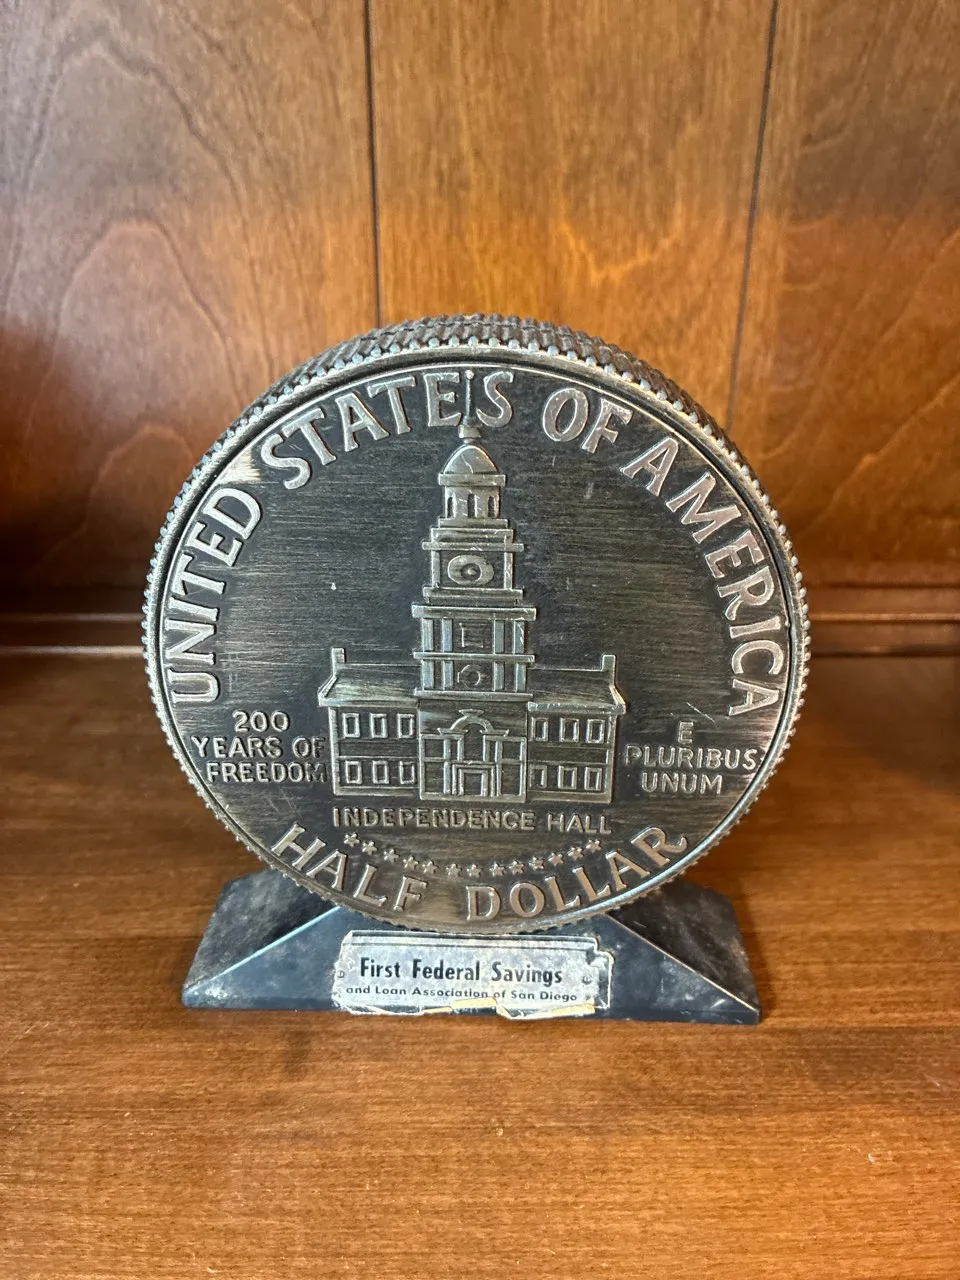 UNITED STATES OF AMERICA
200
YEARS OF
FREEDOM
E
PLURIBUS
UNUM
INDEPENDENCE HALL
HALF DOLLAR
First Federal Savings
and Loan Association of San Diego